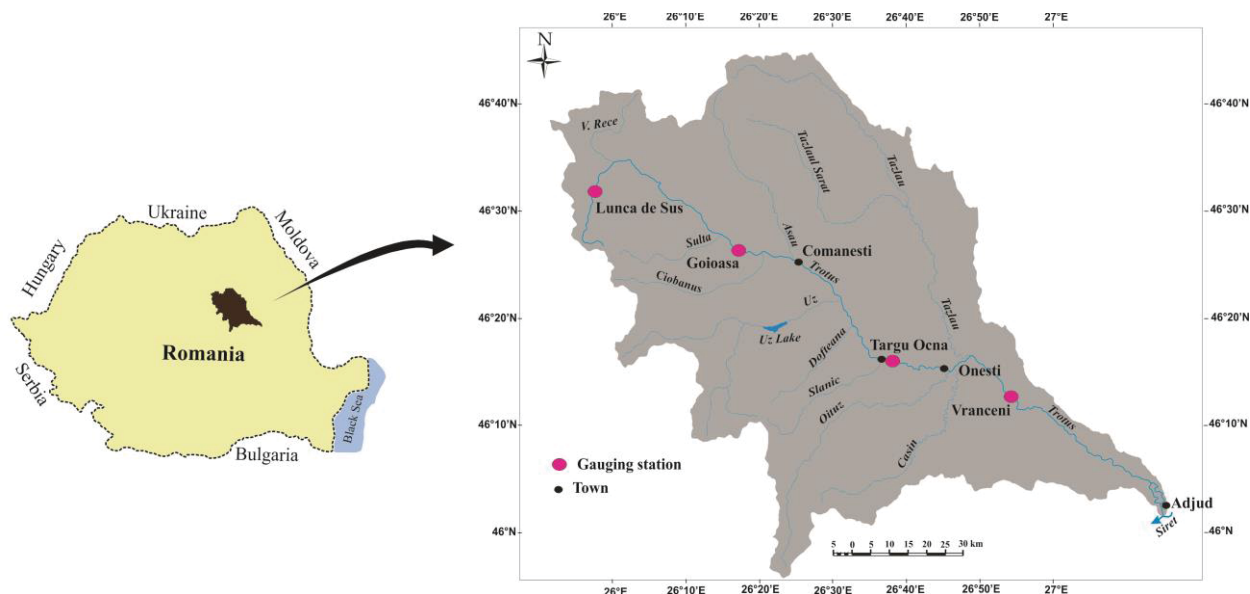 Ukraine
Moldova
Hungary
Romania
Serbia
Black Sea
Bulgaria
26°E 26°10'E 26°20'E 26°30'E 26°40'E 26°50'E 27°E
N
46°40'N 46°40'N
V. Rece
Tazlaul Sarat
Tazlau
46°30'N 46°30'N
Lunca de Sus
Sulta
Asau
Comanesti
Goioasa
Trotus
Ciobanus
Uz
46°20'N 46°20'N
Uz Lake
Tazlau
Dofteana
Targu Ocna
Onesti
Slanic
Oituz
Vranceni
Trotus
46°10'N 46°10'N
Casin
Gauging station
Town
Adjud
Siret
46°N 46°N
5 0 5 10 15 20 25 30 km
26°E 26°10'E 26°20'E 26°30'E 26°40'E 26°50'E 27°E